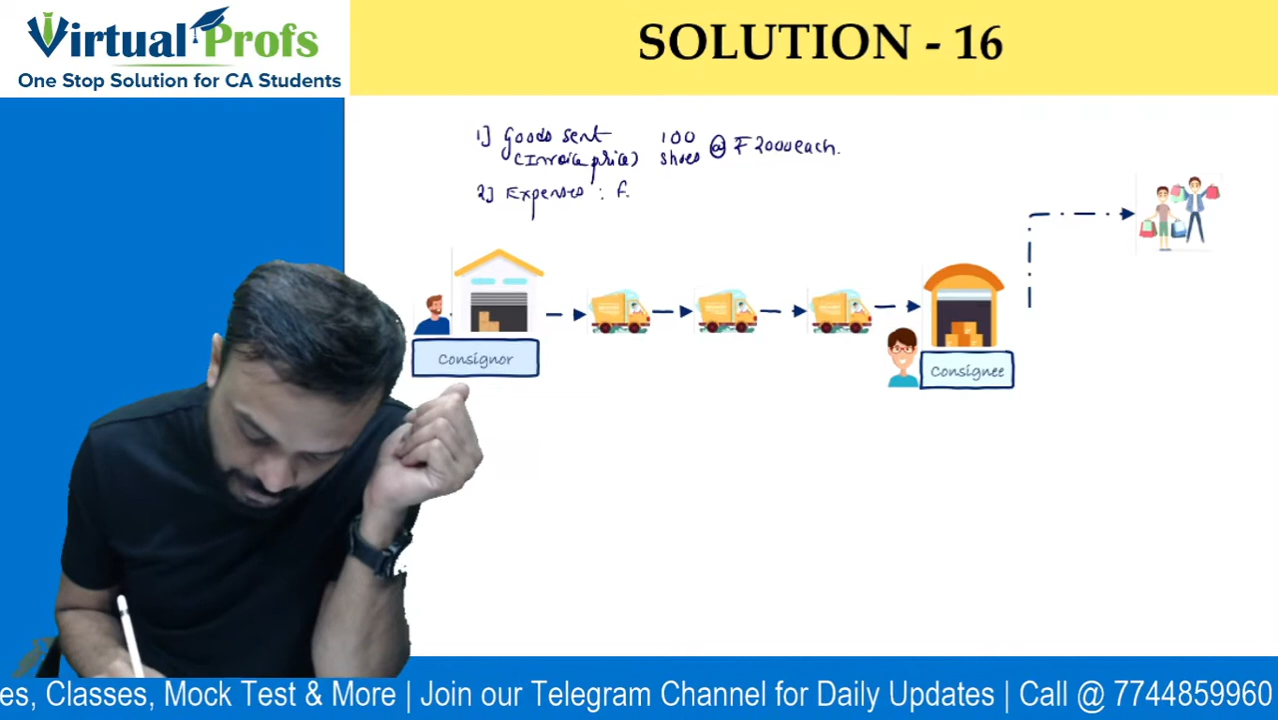 Virtual Profs
One Stop Solution for CA Students
SOLUTION - 16
1] Goods sent 100 @ ₹2000 each.
(Invoice price) shoes
2] Expenses : f.
Consignor
Consignee
es, Classes, Mock Test & More | Join our Telegram Channel for Daily Updates | Call @ 7744859960